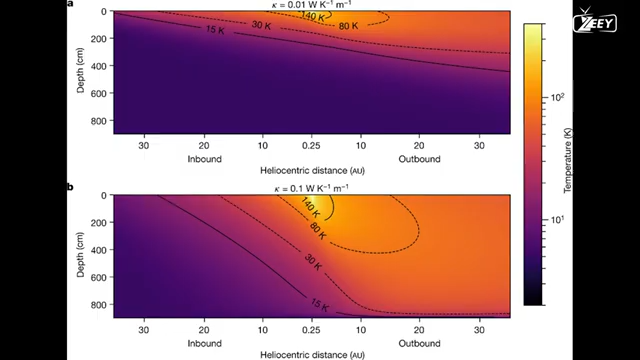 a
κ = 0.01 W K⁻¹ m⁻¹
ZEEY
0
200
400
600
800
Depth (cm)
140 K
80 K
30 K
15 K
30
20
10
0.25
10
20
30
Inbound
Outbound
Heliocentric distance (AU)
b
κ = 0.1 W K⁻¹ m⁻¹
0
200
400
600
800
Depth (cm)
140 K
80 K
30 K
15 K
30
20
10
0.25
10
20
30
Inbound
Outbound
Heliocentric distance (AU)
10²
10¹
Temperature (K)